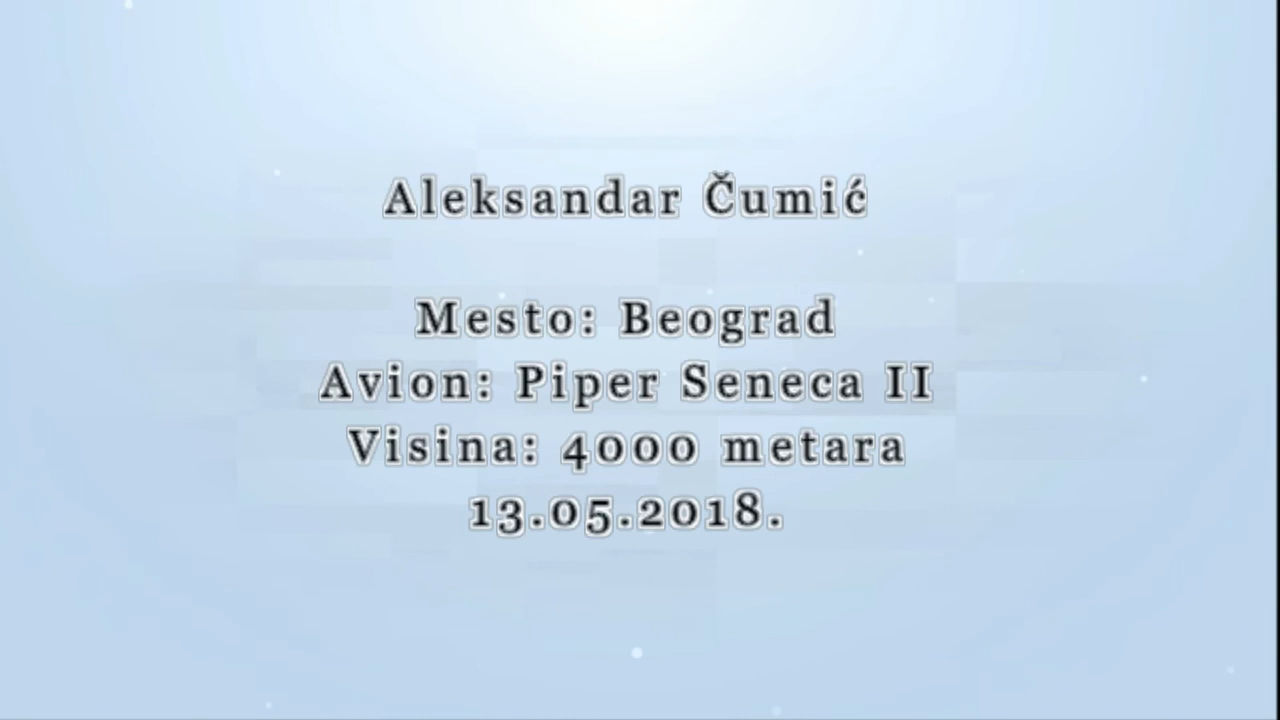 Aleksandar Čumić
Mesto: Beograd
Avion: Piper Seneca II
Visina: 4000 metara
13.05.2018.